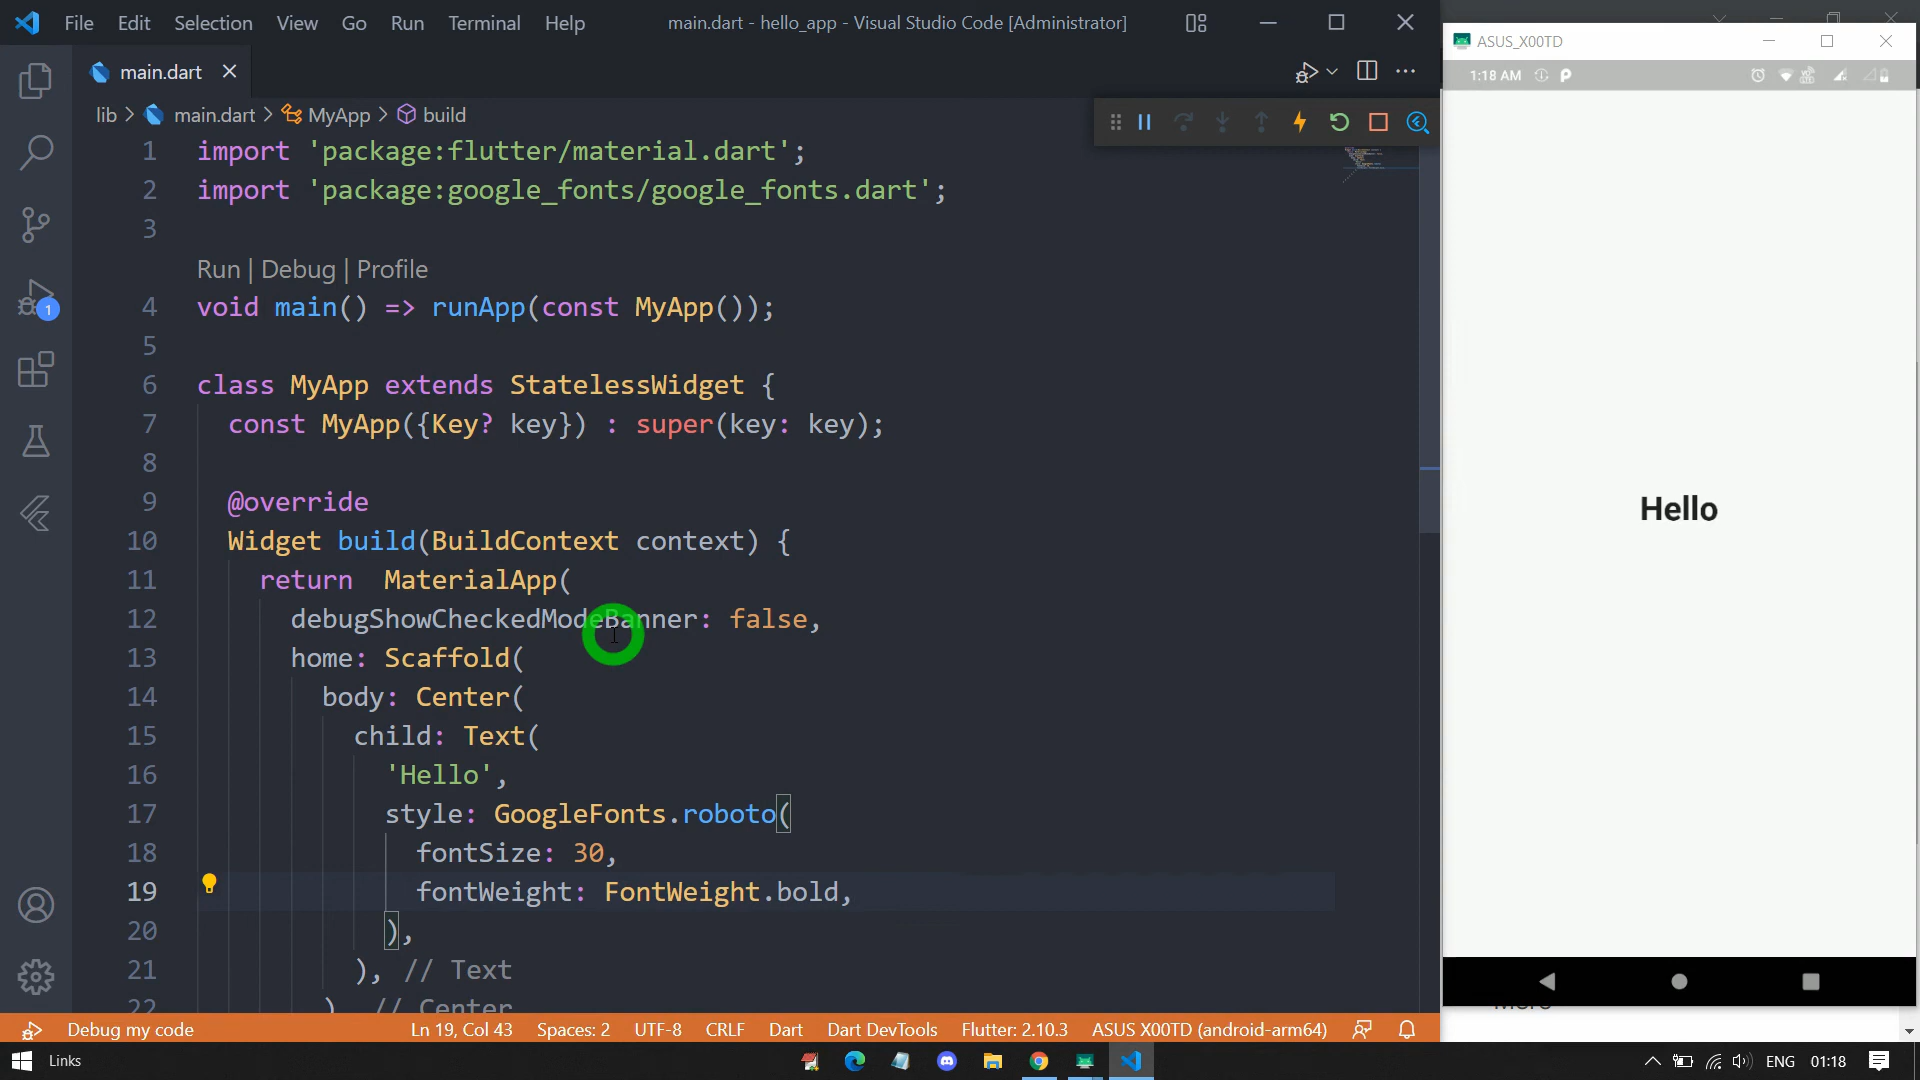 File Edit Selection View Go Run Terminal Help
main.dart - hello_app - Visual Studio Code [Administrator]
main.dart
lib > main.dart > MyApp > build
1 import 'package:flutter/material.dart';
2 import 'package:google_fonts/google_fonts.dart';
3
Run | Debug | Profile
4 void main() => runApp(const MyApp());
5
6 class MyApp extends StatelessWidget {
7 const MyApp({Key? key}) : super(key: key);
8
9 @override
10 Widget build(BuildContext context) {
11 return  MaterialApp(
12 debugShowCheckedModeBanner: false,
13 home: Scaffold(
14 body: Center(
15 child: Text(
16 'Hello',
17 style: GoogleFonts.roboto(
18 fontSize: 30,
19 fontWeight: FontWeight.bold,
20 ),
21 ), // Text
22 ) // Center
1
Debug my code
Ln 19, Col 43 Spaces: 2 UTF-8 CRLF Dart Dart DevTools Flutter: 2.10.3 ASUS X00TD (android-arm64)
ASUS_X00TD
1:18 AM
Hello
More
Links
ENG 01:18